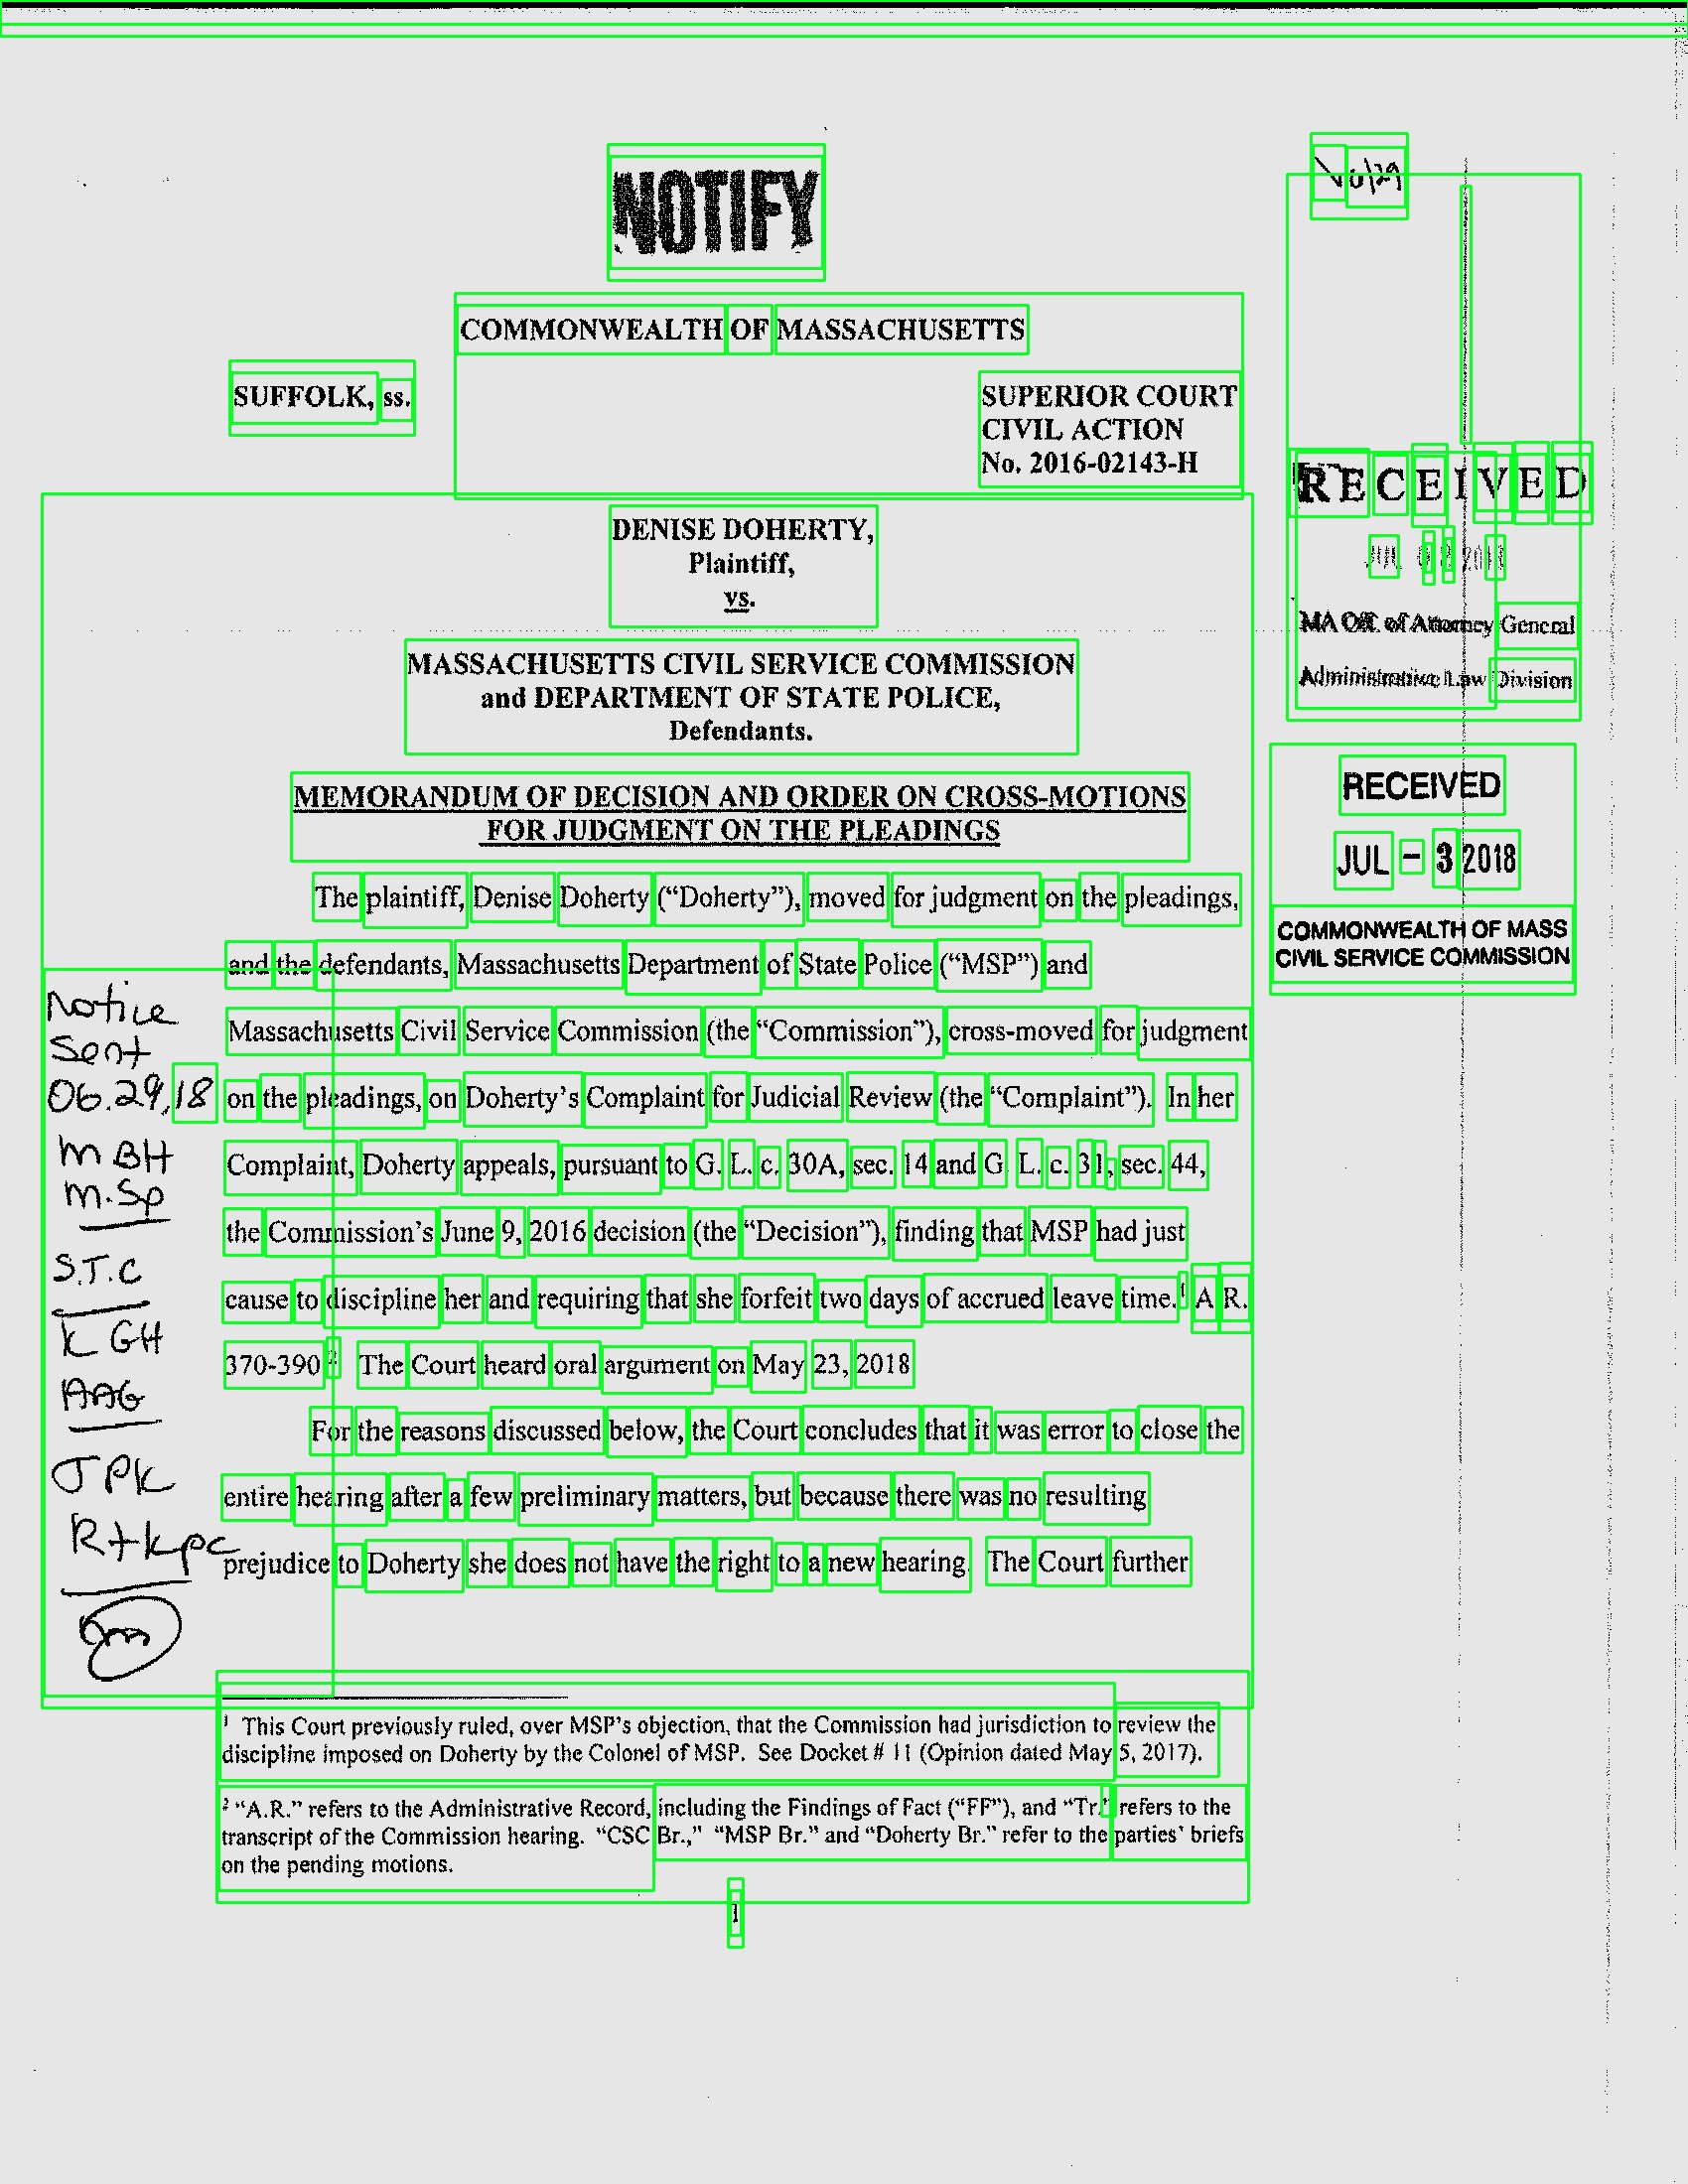 NOTIFY
6/29
COMMONWEALTH OF MASSACHUSETTS
SUFFOLK, ss.
SUPERIOR COURT
CIVIL ACTION
No. 2016-02143-H
RECEIVED
JUL
MA Off. of Attorney General
Administrative Law Division
DENISE DOHERTY,
Plaintiff,
vs.
MASSACHUSETTS CIVIL SERVICE COMMISSION
and DEPARTMENT OF STATE POLICE,
Defendants.
RECEIVED
JUL - 3 2018
COMMONWEALTH OF MASS
CIVIL SERVICE COMMISSION
MEMORANDUM OF DECISION AND ORDER ON CROSS-MOTIONS
FOR JUDGMENT ON THE PLEADINGS
The plaintiff, Denise Doherty (“Doherty”), moved for judgment on the pleadings,
and the defendants, Massachusetts Department of State Police (“MSP”) and
Massachusetts Civil Service Commission (the “Commission”), cross-moved for judgment
on the pleadings, on Doherty’s Complaint for Judicial Review (the “Complaint”). In her
Complaint, Doherty appeals, pursuant to G. L. c. 30A, sec. 14 and G. L. c. 31, sec. 44,
the Commission’s June 9, 2016 decision (the “Decision”), finding that MSP had just
cause to discipline her and requiring that she forfeit two days of accrued leave time.1 A.R.
370-390 2 The Court heard oral argument on May 23, 2018
For the reasons discussed below, the Court concludes that it was error to close the
entire hearing after a few preliminary matters, but because there was no resulting
prejudice to Doherty she does not have the right to a new hearing. The Court further
Notice
Sent
06.29.18
MBH
M.Sp
S.T.C
KGH
AAG
JPK
R+Kpc
1 This Court previously ruled, over MSP’s objection, that the Commission had jurisdiction to review the
discipline imposed on Doherty by the Colonel of MSP. See Docket # 11 (Opinion dated May 5, 2017).
2 “A.R.” refers to the Administrative Record, including the Findings of Fact (“FF”), and “Tr.” refers to the
transcript of the Commission hearing. “CSC Br.,” “MSP Br.” and “Doherty Br.” refer to the parties’ briefs
on the pending motions.
1